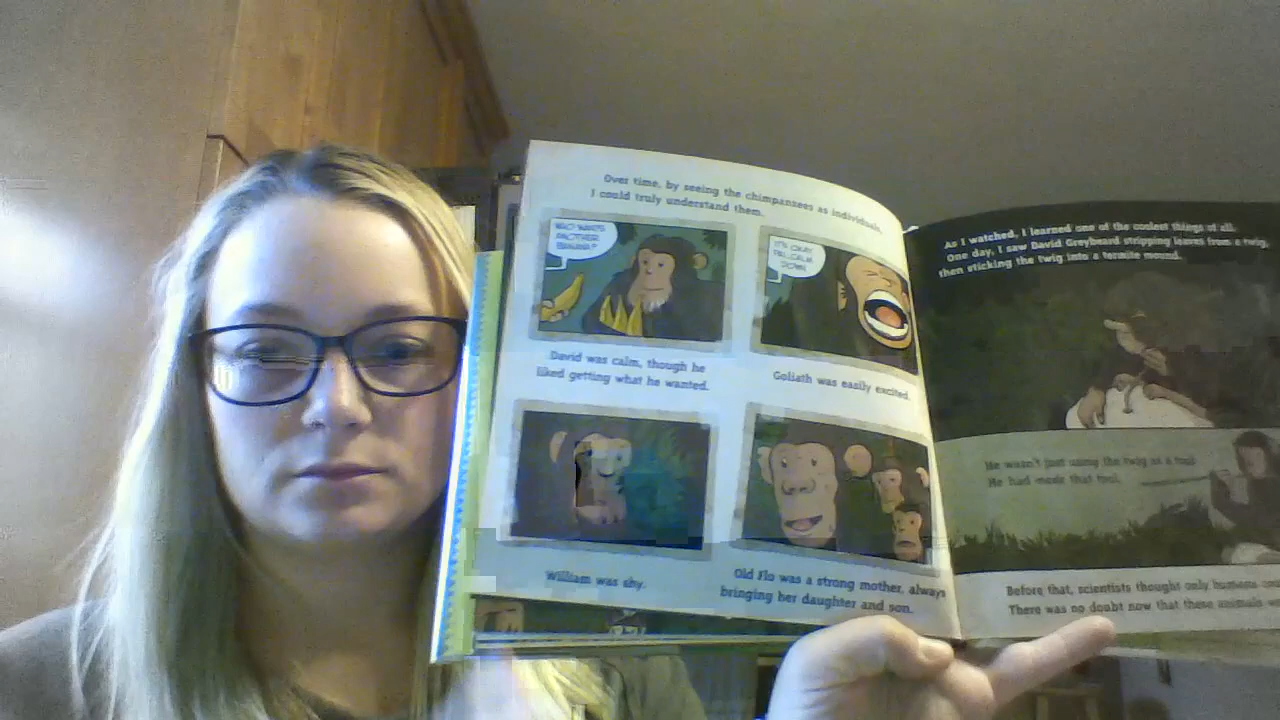 Over time, by seeing the chimpanzees as individuals,
I could truly understand them.
WHO WANTS
ANOTHER
BANANA?
IT'S OKAY,
PAL, CALM
DOWN.
David was calm, though he
liked getting what he wanted.
Goliath was easily excited.
William was shy.
Old Flo was a strong mother, always
bringing her daughter and son.
As I watched, I learned one of the coolest things of all.
One day, I saw David Greybeard stripping leaves from a twig,
then sticking the twig into a termite mound.
He wasn't just using the twig as a tool.
He had made that tool.
Before that, scientists thought only humans
There was no doubt now that these animals